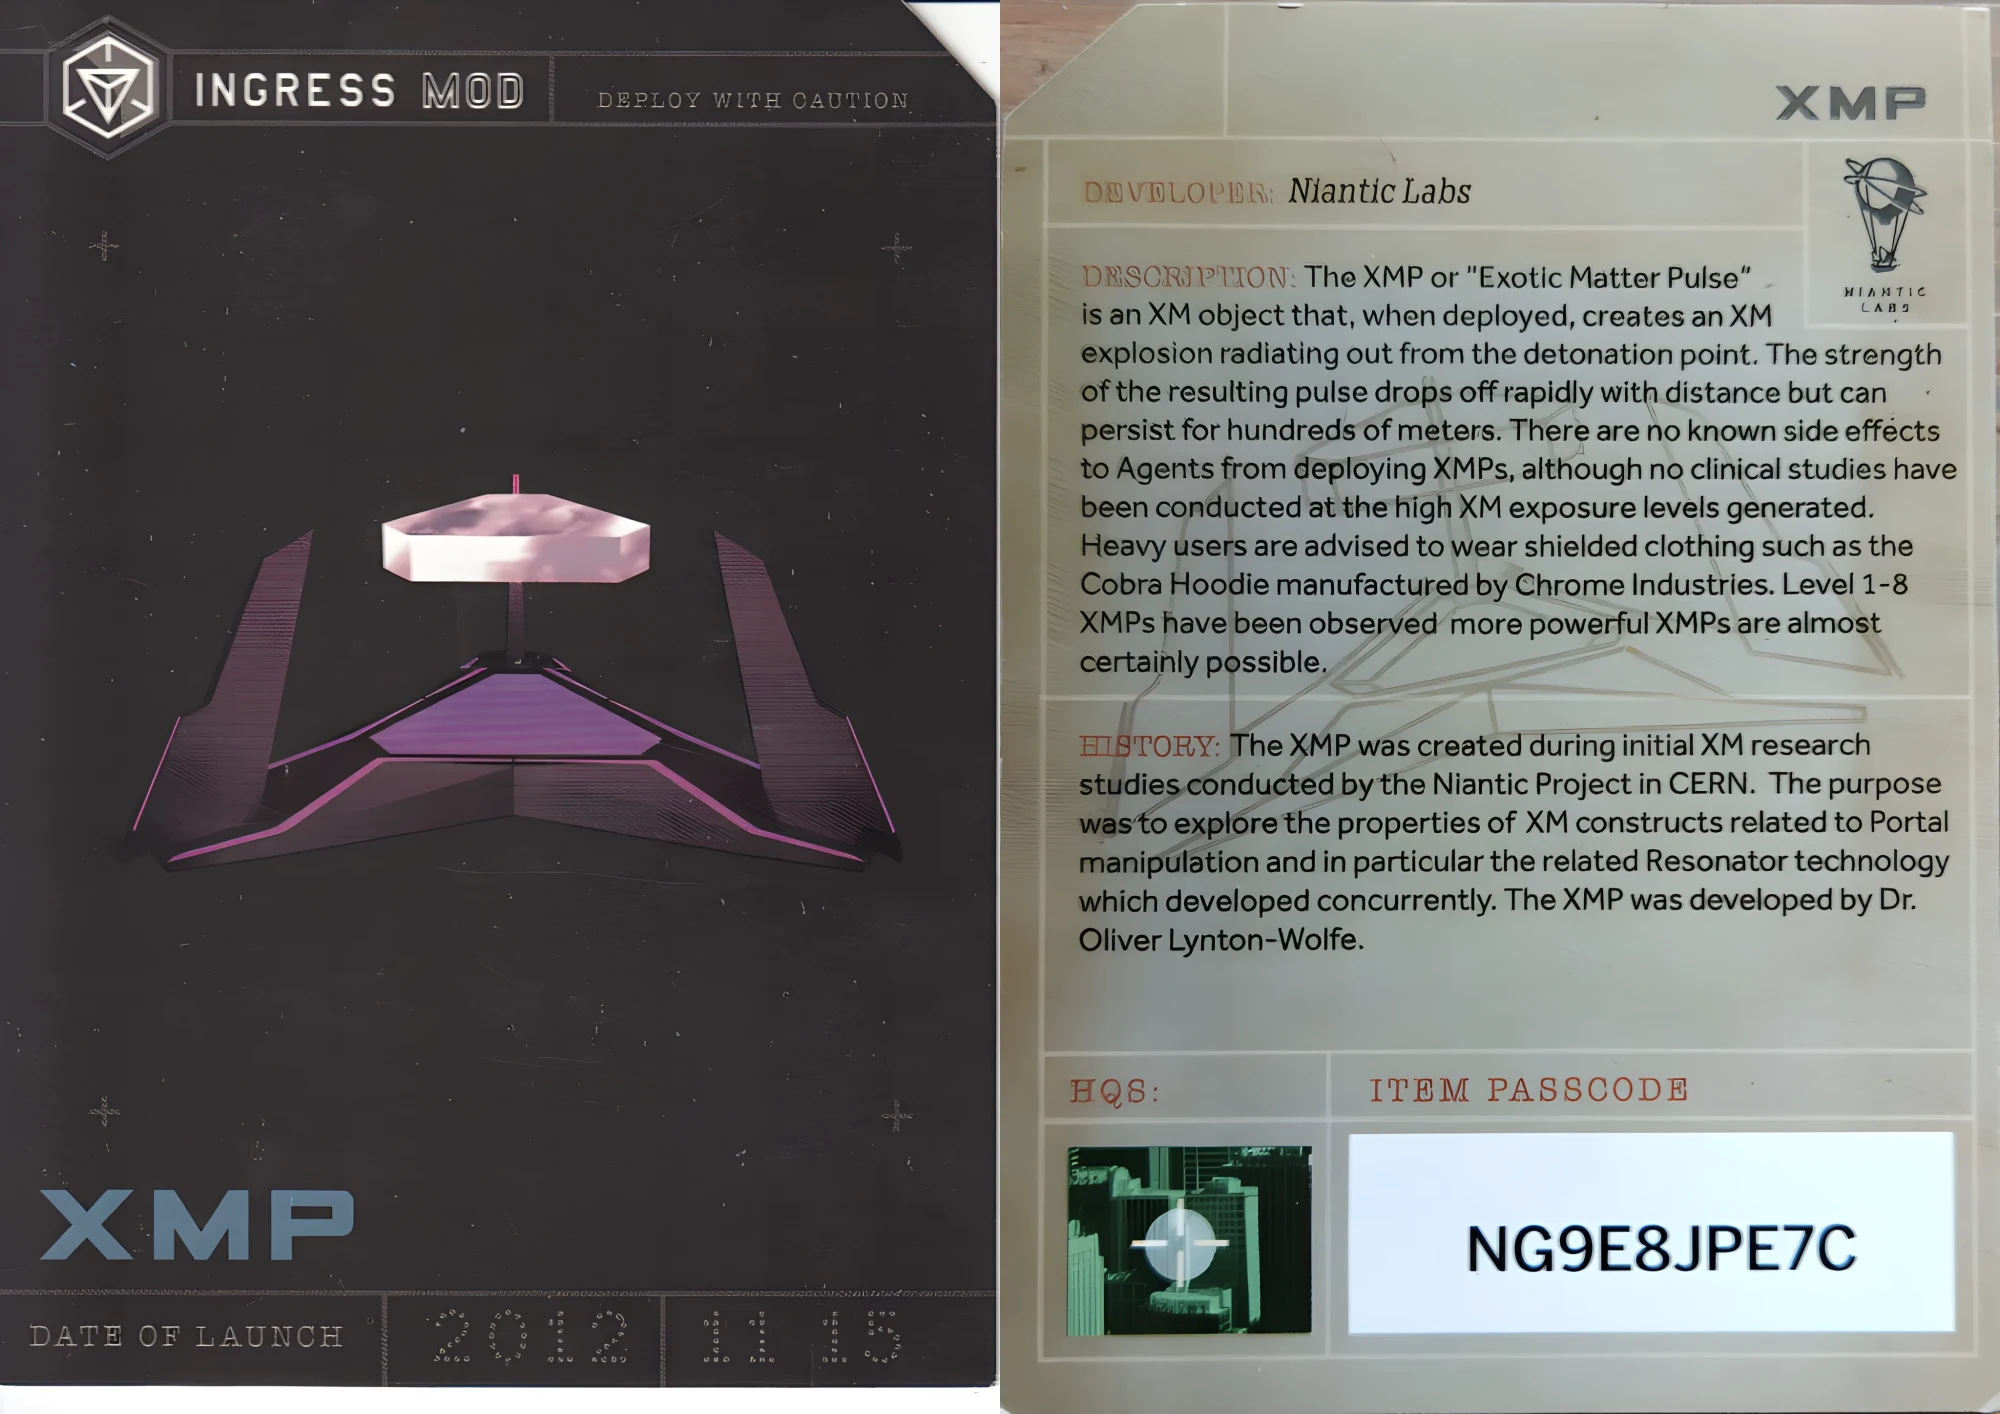 INGRESS MOD
DEPLOY WITH CAUTION
XMP
DATE OF LAUNCH
2012 11 15
XMP
DEVELOPER: Niantic Labs
NIANTIC
LABS
DESCRIPTION: The XMP or "Exotic Matter Pulse"
is an XM object that, when deployed, creates an XM
explosion radiating out from the detonation point. The strength
of the resulting pulse drops off rapidly with distance but can
persist for hundreds of meters. There are no known side effects
to Agents from deploying XMPs, although no clinical studies have
been conducted at the high XM exposure levels generated.
Heavy users are advised to wear shielded clothing such as the
Cobra Hoodie manufactured by Chrome Industries. Level 1-8
XMPs have been observed more powerful XMPs are almost
certainly possible.
HISTORY: The XMP was created during initial XM research
studies conducted by the Niantic Project in CERN. The purpose
was to explore the properties of XM constructs related to Portal
manipulation and in particular the related Resonator technology
which developed concurrently. The XMP was developed by Dr.
Oliver Lynton-Wolfe.
HQS:
ITEM PASSCODE
NG9E8JPE7C